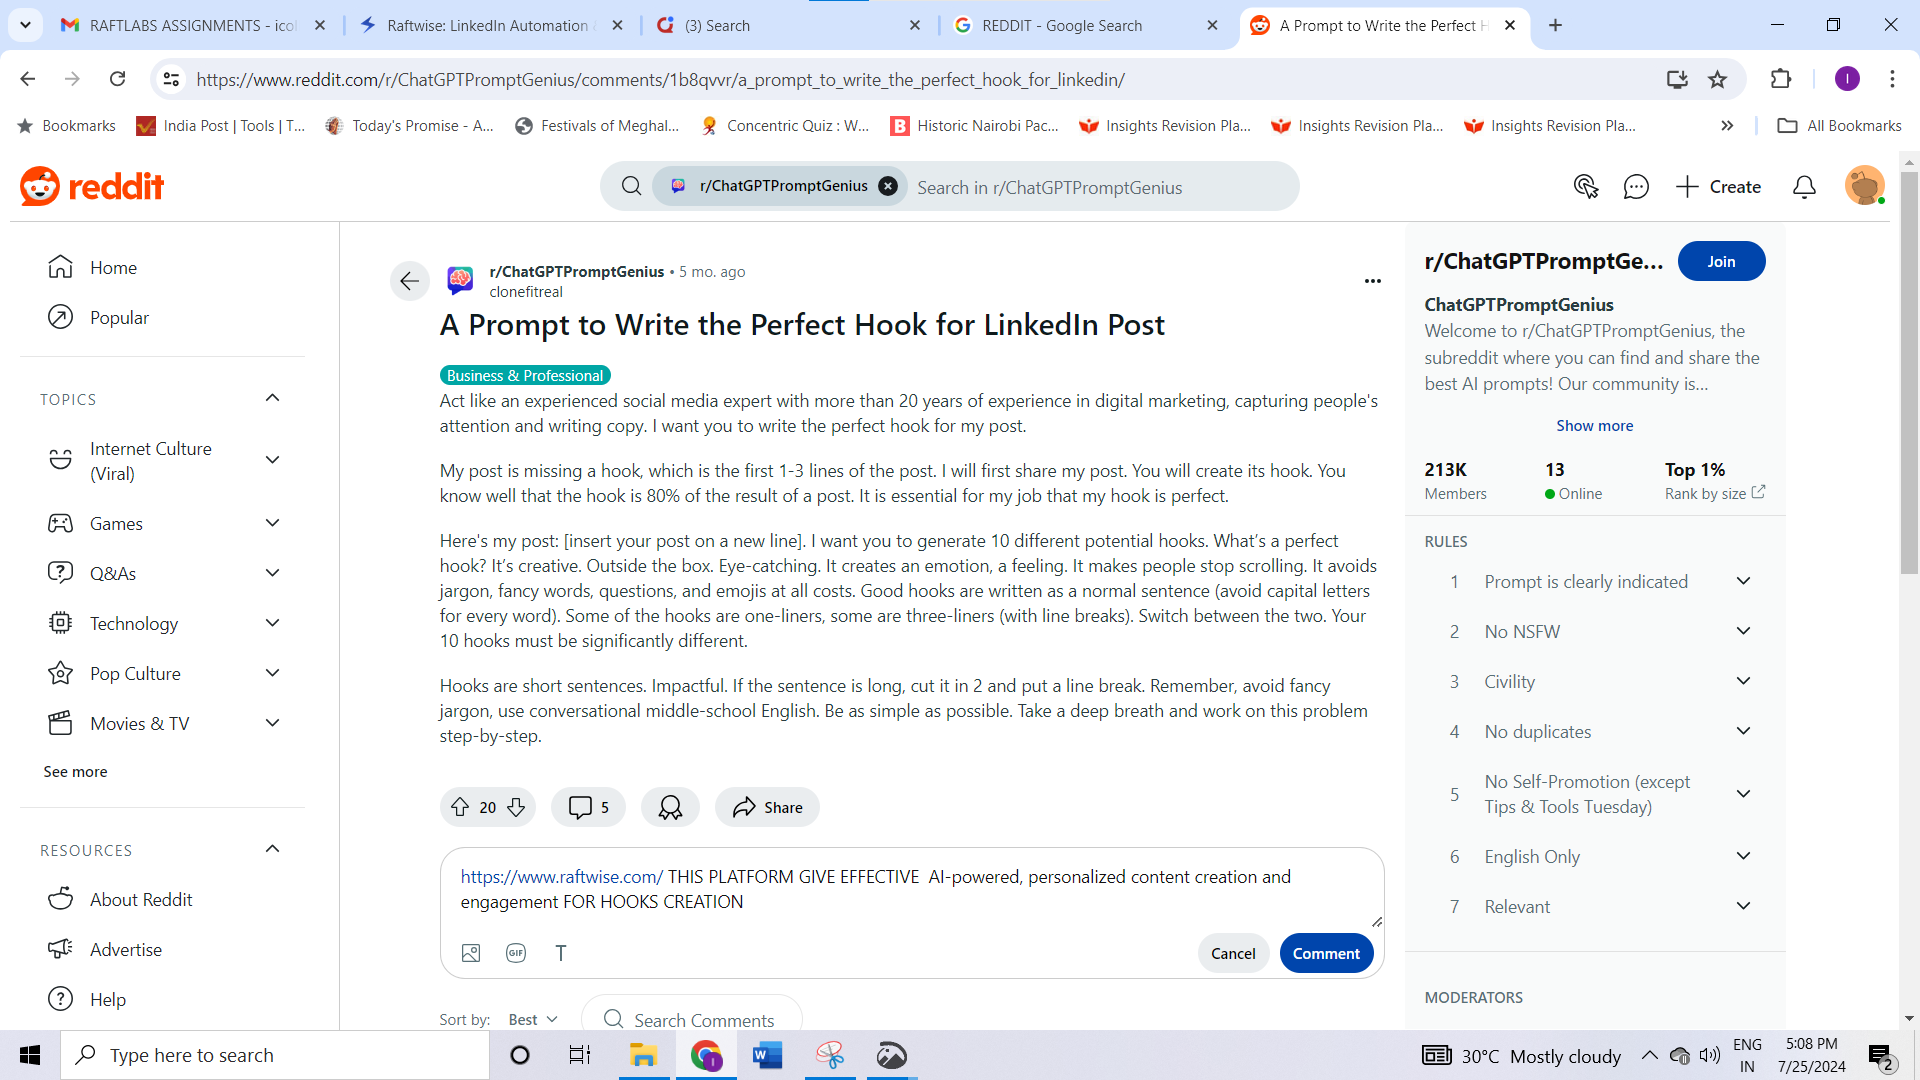 RAFTLABS ASSIGNMENTS - icol
Raftwise: LinkedIn Automation &
(3) Search
REDDIT - Google Search
A Prompt to Write the Perfect H
https://www.reddit.com/r/ChatGPTPromptGenius/comments/1b8qvvr/a_prompt_to_write_the_perfect_hook_for_linkedin/
I
Bookmarks
India Post | Tools | T...
Today's Promise - A...
Festivals of Meghal...
Concentric Quiz : W...
B
Historic Nairobi Pac...
Insights Revision Pla...
Insights Revision Pla...
Insights Revision Pla...
All Bookmarks
reddit
r/ChatGPTPromptGenius
Search in r/ChatGPTPromptGenius
Create
Home
Popular
TOPICS
Internet Culture
(Viral)
Games
Q&As
Technology
Pop Culture
Movies & TV
See more
RESOURCES
About Reddit
Advertise
Help
r/ChatGPTPromptGenius • 5 mo. ago
clonefitreal
A Prompt to Write the Perfect Hook for LinkedIn Post
Business & Professional
Act like an experienced social media expert with more than 20 years of experience in digital marketing, capturing people's
attention and writing copy. I want you to write the perfect hook for my post.
My post is missing a hook, which is the first 1-3 lines of the post. I will first share my post. You will create its hook. You
know well that the hook is 80% of the result of a post. It is essential for my job that my hook is perfect.
Here's my post: [insert your post on a new line]. I want you to generate 10 different potential hooks. What's a perfect
hook? It's creative. Outside the box. Eye-catching. It creates an emotion, a feeling. It makes people stop scrolling. It avoids
jargon, fancy words, questions, and emojis at all costs. Good hooks are written as a normal sentence (avoid capital letters
for every word). Some of the hooks are one-liners, some are three-liners (with line breaks). Switch between the two. Your
10 hooks must be significantly different.
Hooks are short sentences. Impactful. If the sentence is long, cut it in 2 and put a line break. Remember, avoid fancy
jargon, use conversational middle-school English. Be as simple as possible. Take a deep breath and work on this problem
step-by-step.
20
5
Share
https://www.raftwise.com/ THIS PLATFORM GIVE EFFECTIVE  AI-powered, personalized content creation and
engagement FOR HOOKS CREATION
GIF
T
Cancel
Comment
Sort by: Best
Search Comments
r/ChatGPTPromptGe...
Join
ChatGPTPromptGenius
Welcome to r/ChatGPTPromptGenius, the
subreddit where you can find and share the
best AI prompts! Our community is...
Show more
213K
Members
13
Online
Top 1%
Rank by size
RULES
1 Prompt is clearly indicated
2 No NSFW
3 Civility
4 No duplicates
5 No Self-Promotion (except
Tips & Tools Tuesday)
6 English Only
7 Relevant
MODERATORS
Type here to search
30°C Mostly cloudy
ENG
IN
5:08 PM
7/25/2024
2